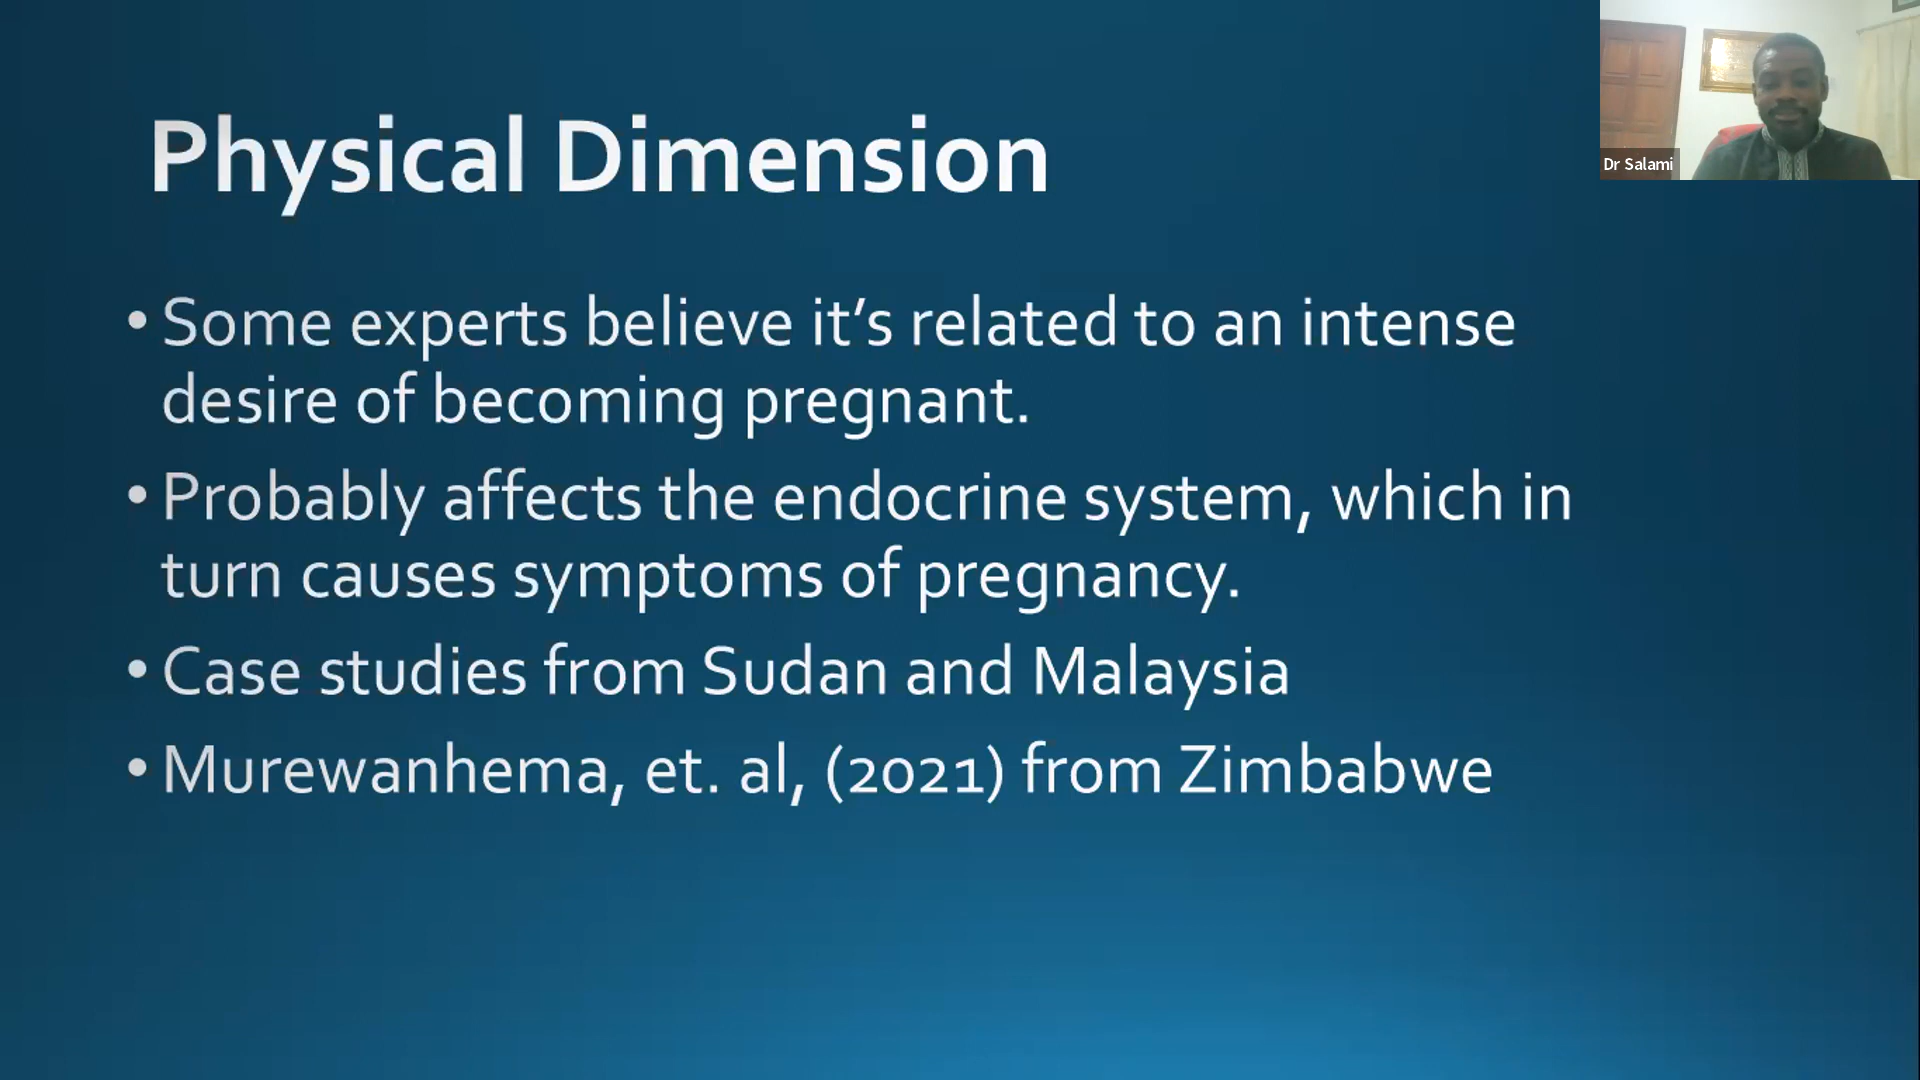 Physical Dimension
• Some experts believe it’s related to an intense
desire of becoming pregnant.
• Probably affects the endocrine system, which in
turn causes symptoms of pregnancy.
• Case studies from Sudan and Malaysia
• Murewanhema, et. al, (2021) from Zimbabwe
Dr Salami